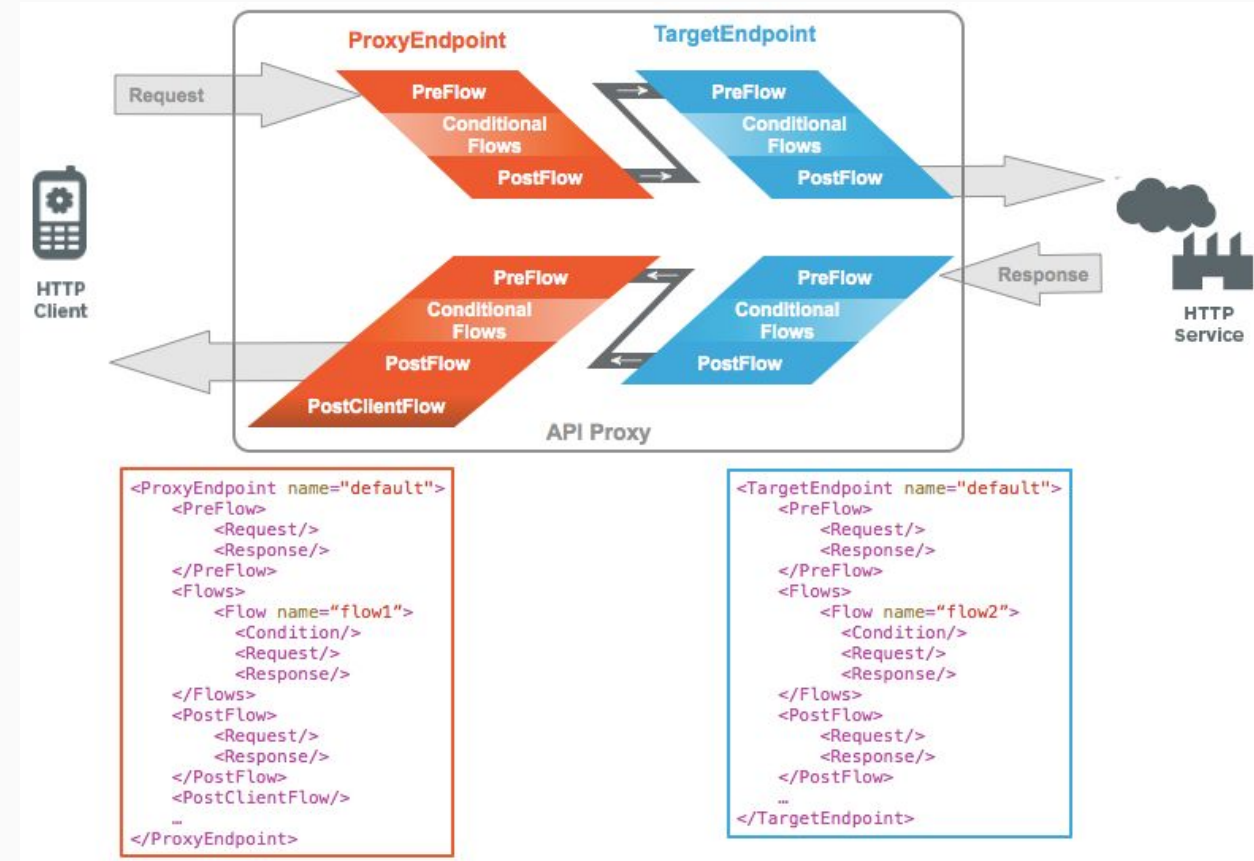 ProxyEndpoint
TargetEndpoint
Request
PreFlow
Conditional
Flows
PostFlow
PreFlow
Conditional
Flows
PostFlow
HTTP
Client
PreFlow
Conditional
Flows
PostFlow
PostClientFlow
PreFlow
Conditional
Flows
PostFlow
Response
HTTP
Service
API Proxy
<ProxyEndpoint name="default">
<PreFlow>
<Request/>
<Response/>
</PreFlow>
<Flows>
<Flow name=“flow1”>
<Condition/>
<Request/>
<Response/>
</Flows>
<PostFlow>
<Request/>
<Response/>
</PostFlow>
<PostClientFlow/>
…
</ProxyEndpoint>
<TargetEndpoint name="default">
<PreFlow>
<Request/>
<Response/>
</PreFlow>
<Flows>
<Flow name=“flow2”>
<Condition/>
<Request/>
<Response/>
</Flows>
<PostFlow>
<Request/>
<Response/>
</PostFlow>
…
</TargetEndpoint>